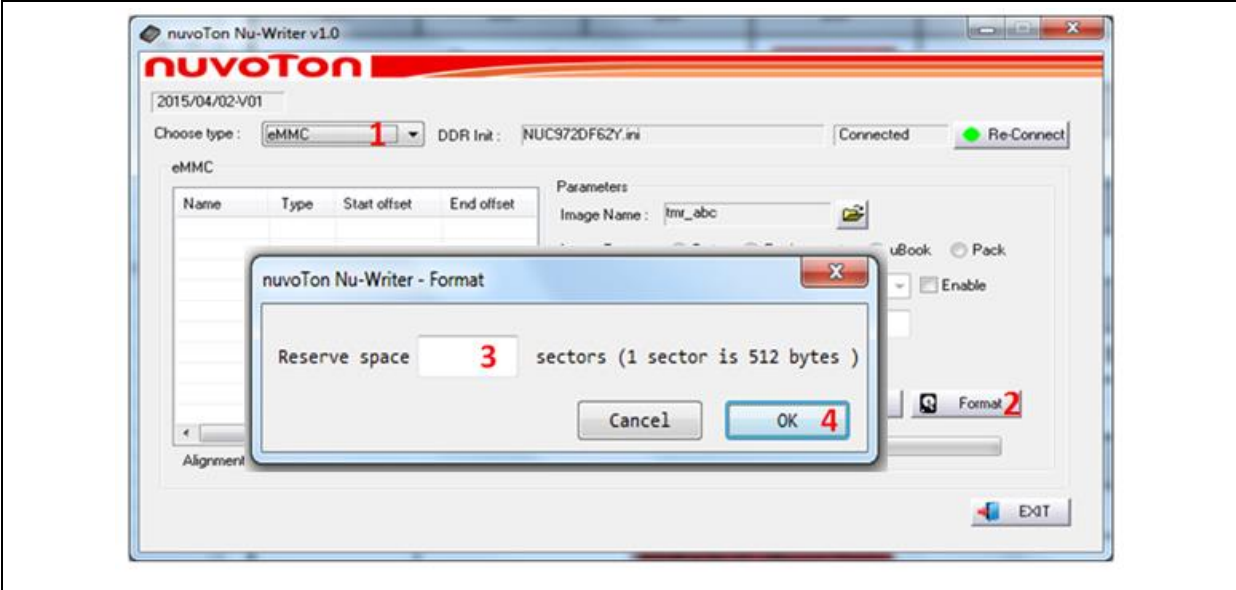 nuvoTon Nu-Writer v1.0
nuvoTon
2015/04/02-V01
Choose type : eMMC 1 DDR Init : NUC972DF62Y.ini Connected Re-Connect
eMMC
Parameters
Name Type Start offset End offset
Image Name : tmr_abc
uBook Pack
nuvoTon Nu-Writer - Format
Enable
Reserve space 3 sectors (1 sector is 512 bytes )
Format 2
Cancel OK 4
Alignment
EXIT